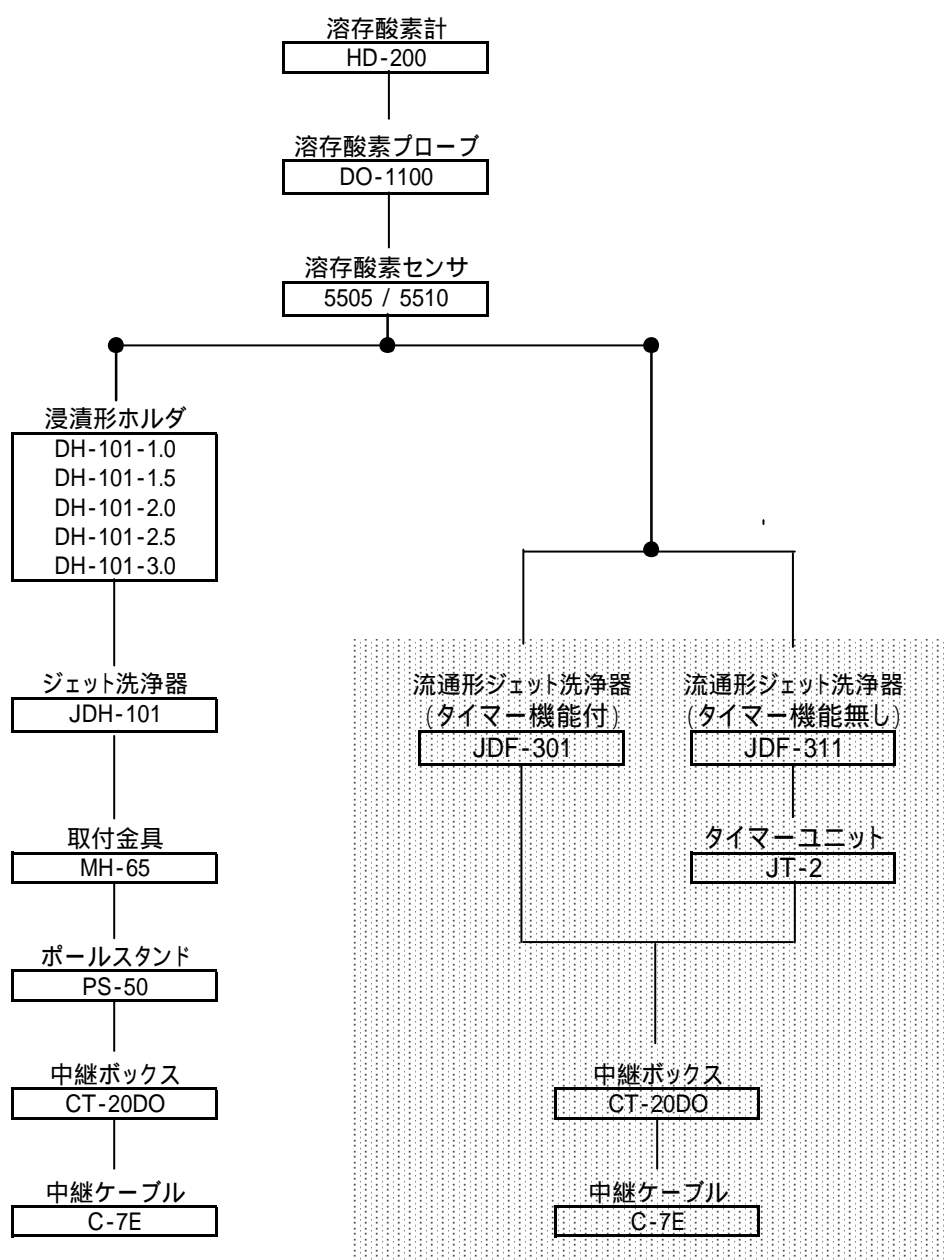 溶存酸素計
HD-200
溶存酸素プローブ
DO-1100
溶存酸素センサ
5505 / 5510
浸漬形ホルダ
DH-101-1.0
DH-101-1.5
DH-101-2.0
DH-101-2.5
DH-101-3.0
ジェット洗浄器
JDH-101
取付金具
MH-65
ポールスタンド
PS-50
中継ボックス
CT-20DO
中継ケーブル
C-7E
流通形ジェット洗浄器
(タイマー機能付)
JDF-301
流通形ジェット洗浄器
(タイマー機能無し)
JDF-311
タイマーユニット
JT-2
中継ボックス
CT-20DO
中継ケーブル
C-7E